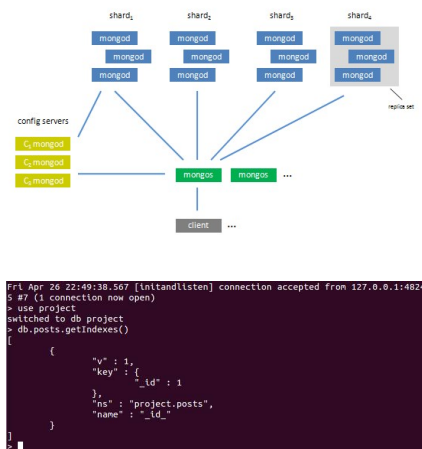 shard₁ shard₂ shard₃ shard₄
mongod mongod mongod mongod
mongod mongod mongod mongod
mongod mongod mongod mongod
replica set
config servers
C₁ mongod
C₂ mongod
C₃ mongod
mongos mongos ...
client ...
Fri Apr 26 22:49:38.567 [initandlisten] connection accepted from 127.0.0.1:4824
5 #7 (1 connection now open)
> use project
switched to db project
> db.posts.getIndexes()
[
{
"v" : 1,
"key" : {
"_id" : 1
},
"ns" : "project.posts",
"name" : "_id_"
}
]
>